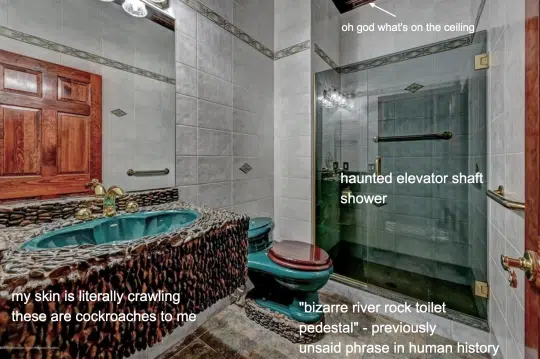 oh god what's on the ceiling
haunted elevator shaft
shower
my skin is literally crawling
these are cockroaches to me
"bizarre river rock toilet
pedestal" - previously
unsaid phrase in human history